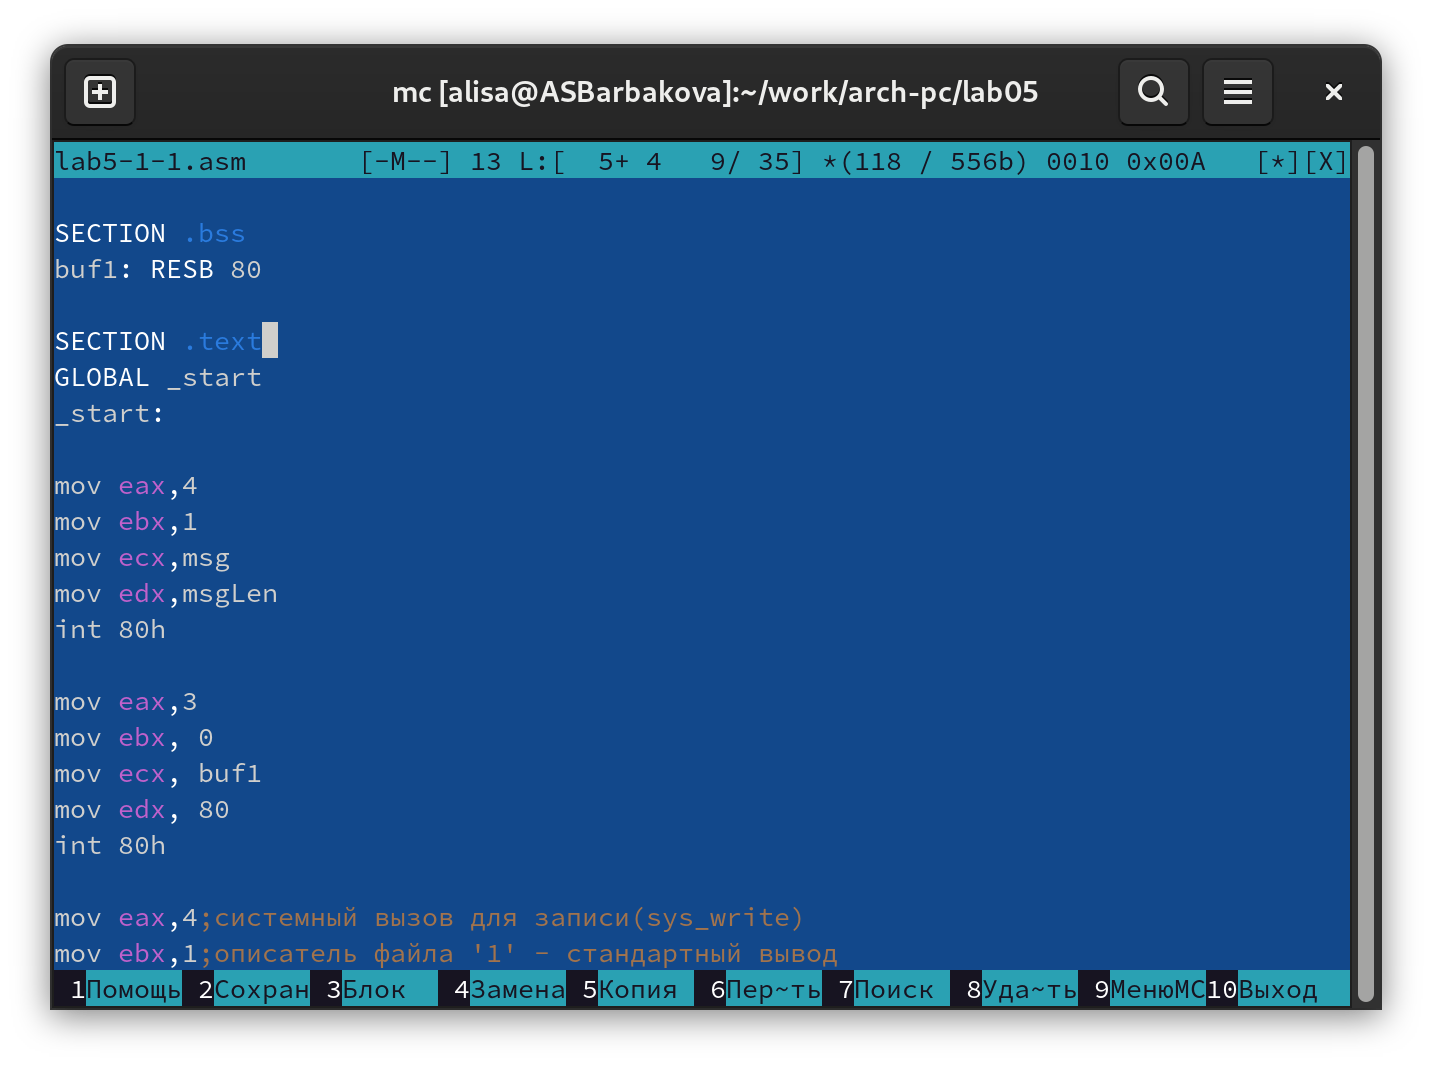 mc [alisa@ASBarbakova]:~/work/arch-pc/lab05
lab5-1-1.asm [-M--] 13 L:[ 5+ 4 9/ 35] *(118 / 556b) 0010 0x00A [*][X]
SECTION .bss
buf1: RESB 80
SECTION .text
GLOBAL _start
_start:
mov eax,4
mov ebx,1
mov ecx,msg
mov edx,msgLen
int 80h
mov eax,3
mov ebx, 0
mov ecx, buf1
mov edx, 80
int 80h
mov eax,4;системный вызов для записи(sys_write)
mov ebx,1;описатель файла '1' - стандартный вывод
1Помощь 2Сохран 3Блок 4Замена 5Копия 6Пер~ть 7Поиск 8Уда~ть 9МенюМС 10Выход